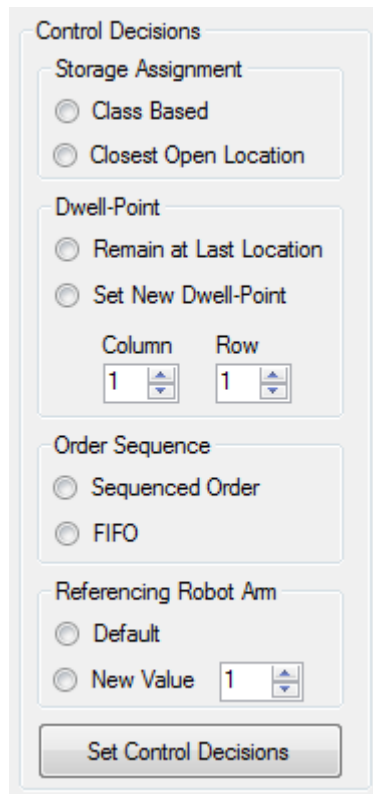 Control Decisions
Storage Assignment
Class Based
Closest Open Location
Dwell-Point
Remain at Last Location
Set New Dwell-Point
Column Row
1 1
Order Sequence
Sequenced Order
FIFO
Referencing Robot Arm
Default
New Value 1
Set Control Decisions